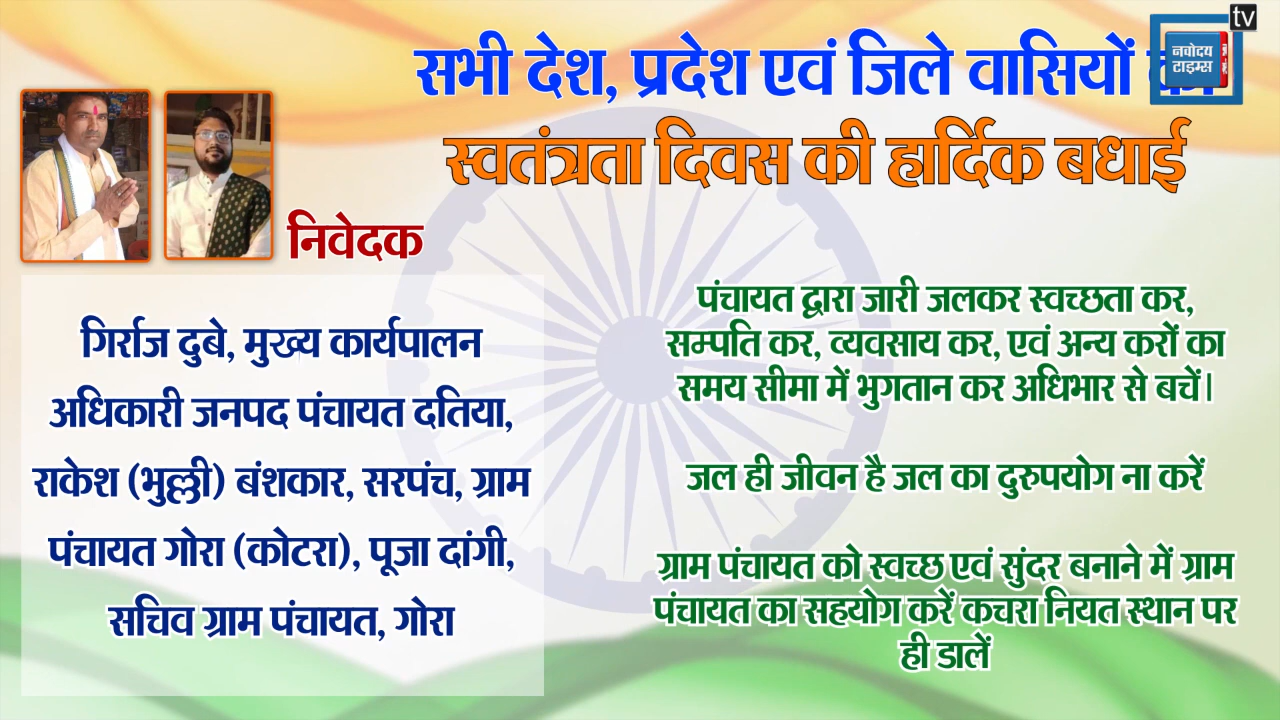 tv
नवोदय
टाइम्स
सभी देश, प्रदेश एवं जिले वासियों
स्वतंत्रता दिवस की हार्दिक बधाई
निवेदक
गिर्राज दुबे, मुख्य कार्यपालन
अधिकारी जनपद पंचायत दतिया,
राकेश (भुल्ली) बंशकार, सरपंच, ग्राम
पंचायत गोरा (कोटरा), पूजा दांगी,
सचिव ग्राम पंचायत, गोरा
पंचायत द्वारा जारी जलकर स्वच्छता कर,
सम्पति कर, व्यवसाय कर, एवं अन्य करों का
समय सीमा में भुगतान कर अधिभार से बचें।
जल ही जीवन है जल का दुरुपयोग ना करें
ग्राम पंचायत को स्वच्छ एवं सुंदर बनाने में ग्राम
पंचायत का सहयोग करें कचरा नियत स्थान पर
ही डालें